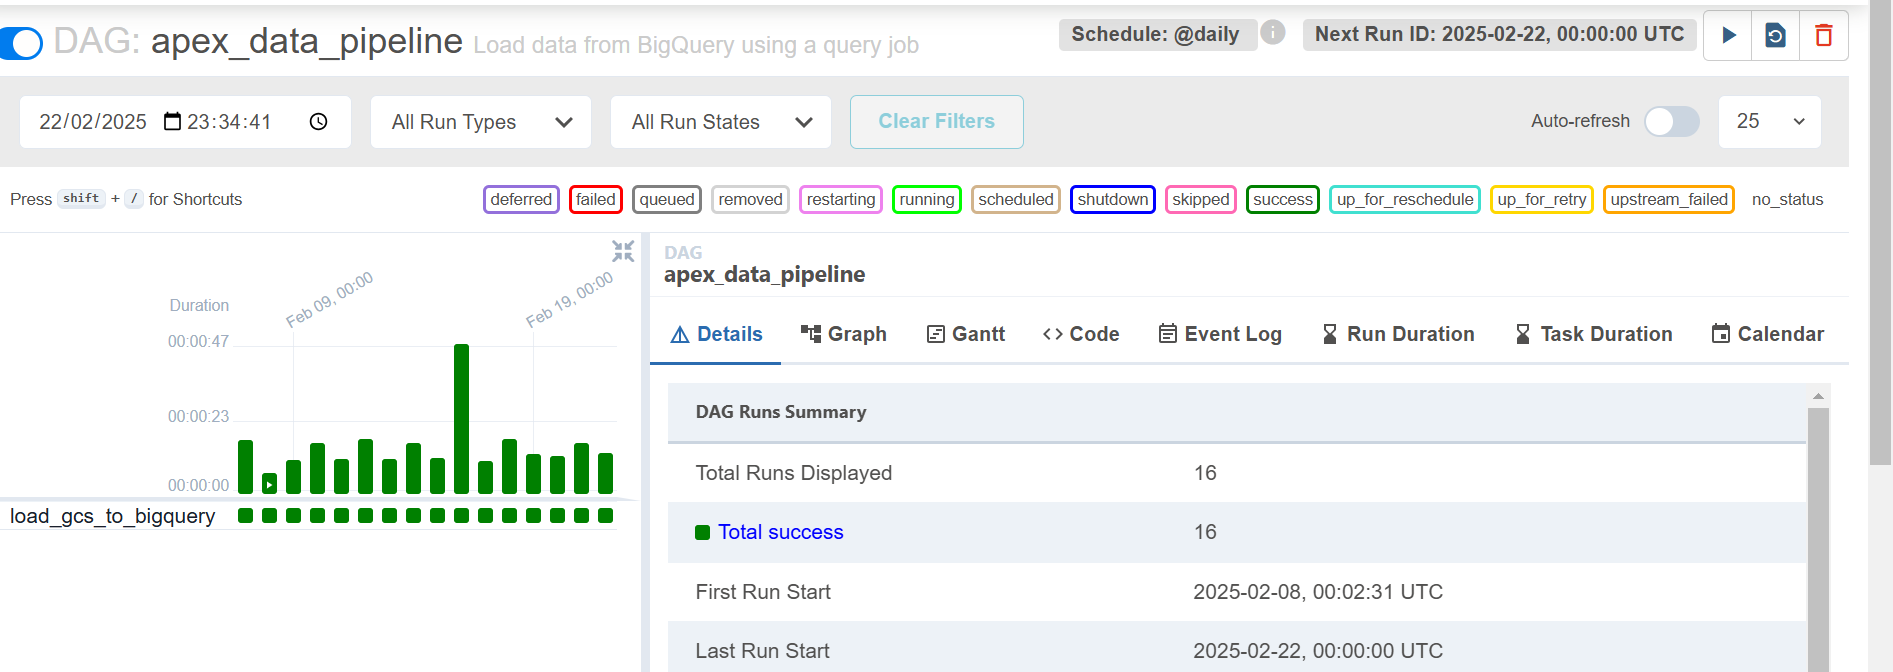 DAG: apex_data_pipeline Load data from BigQuery using a query job
Schedule: @daily
Next Run ID: 2025-02-22, 00:00:00 UTC
22/02/2025 23:34:41
All Run Types
All Run States
Clear Filters
Auto-refresh
25
Press shift + / for Shortcuts
deferred failed queued removed restarting running scheduled shutdown skipped success up_for_reschedule up_for_retry upstream_failed no_status
Duration
Feb 09, 00:00
Feb 19, 00:00
00:00:47
00:00:23
00:00:00
load_gcs_to_bigquery
DAG
apex_data_pipeline
Details Graph Gantt Code Event Log Run Duration Task Duration Calendar
DAG Runs Summary
Total Runs Displayed 16
Total success 16
First Run Start 2025-02-08, 00:02:31 UTC
Last Run Start 2025-02-22, 00:00:00 UTC